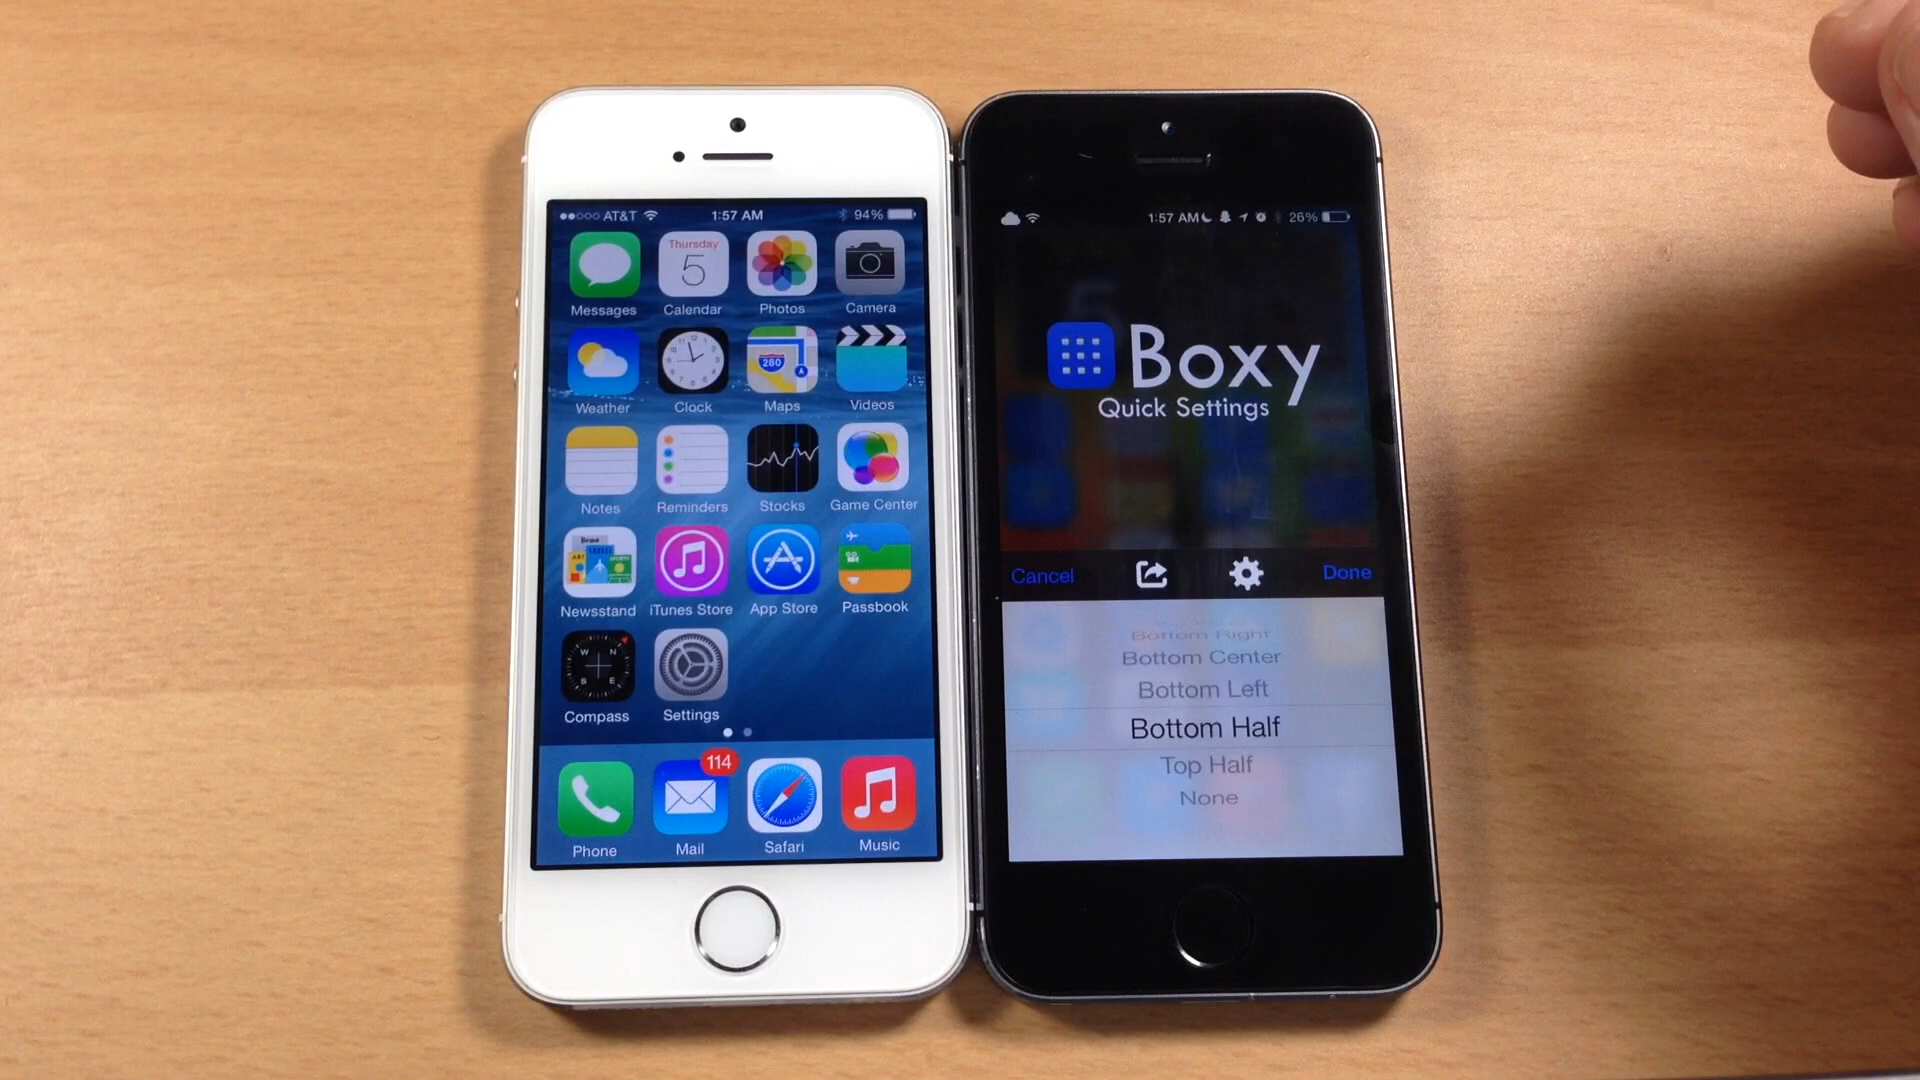 AT&T 1:57 AM 94%
Thursday
5
Messages Calendar Photos Camera
280
Weather Clock Maps Videos
Notes Reminders Stocks Game Center
Newsstand iTunes Store App Store Passbook
W N
S E
Compass Settings
114
Phone Mail Safari Music
1:57 AM 26%
Boxy
Quick Settings
Cancel Done
Bottom Right
Bottom Center
Bottom Left
Bottom Half
Top Half
None